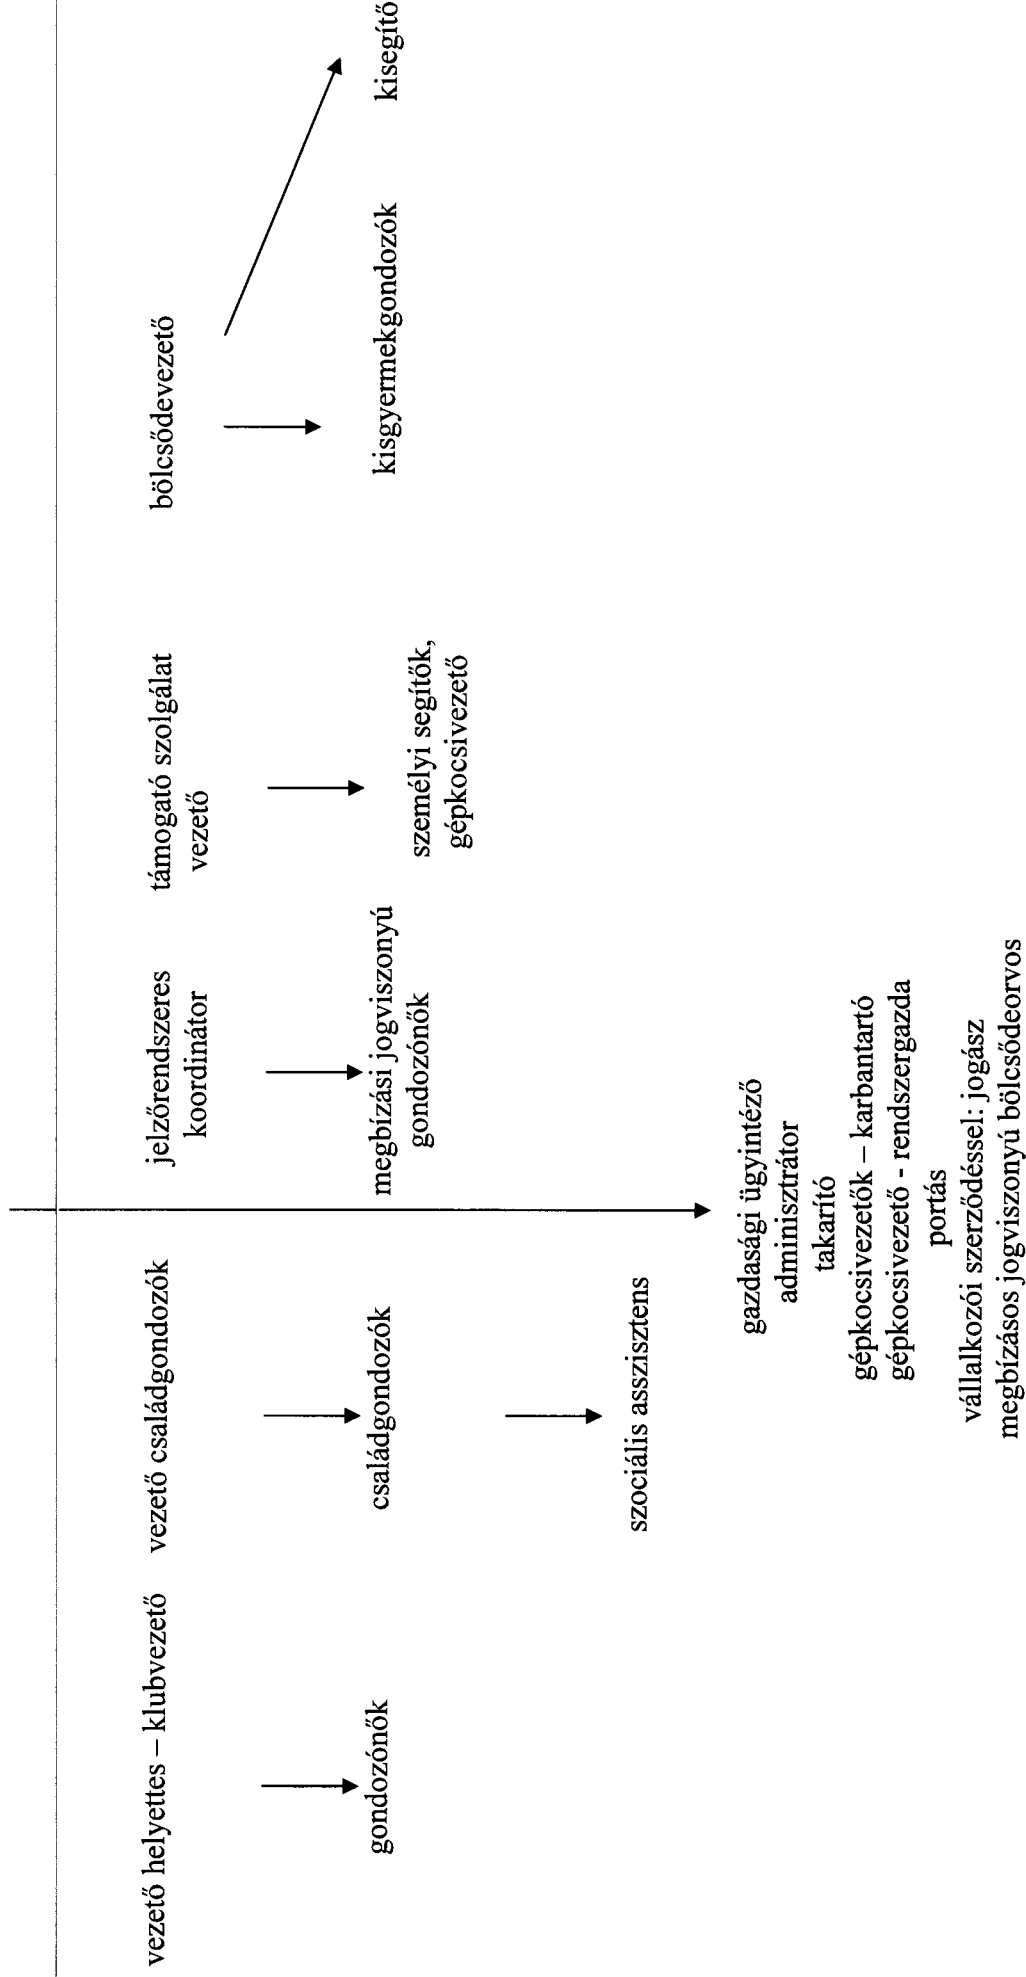 vezető helyettes – klubvezető
vezető családgondozók
jelzőrendszeres
koordinátor
támogató szolgálat
vezető
bölcsődevezető
gondozónők
családgondozók
megbízási jogviszonyú
gondozónők
személyi segítők,
gépkocsivezető
kisgyermekgondozók
kisegítő
szociális asszisztens
gazdasági ügyintéző
adminisztrátor
takarító
gépkocsivezetők – karbantartó
gépkocsivezető - rendszergazda
portás
vállalkozói szerződéssel: jogász
megbízásos jogviszonyú bölcsődeorvos